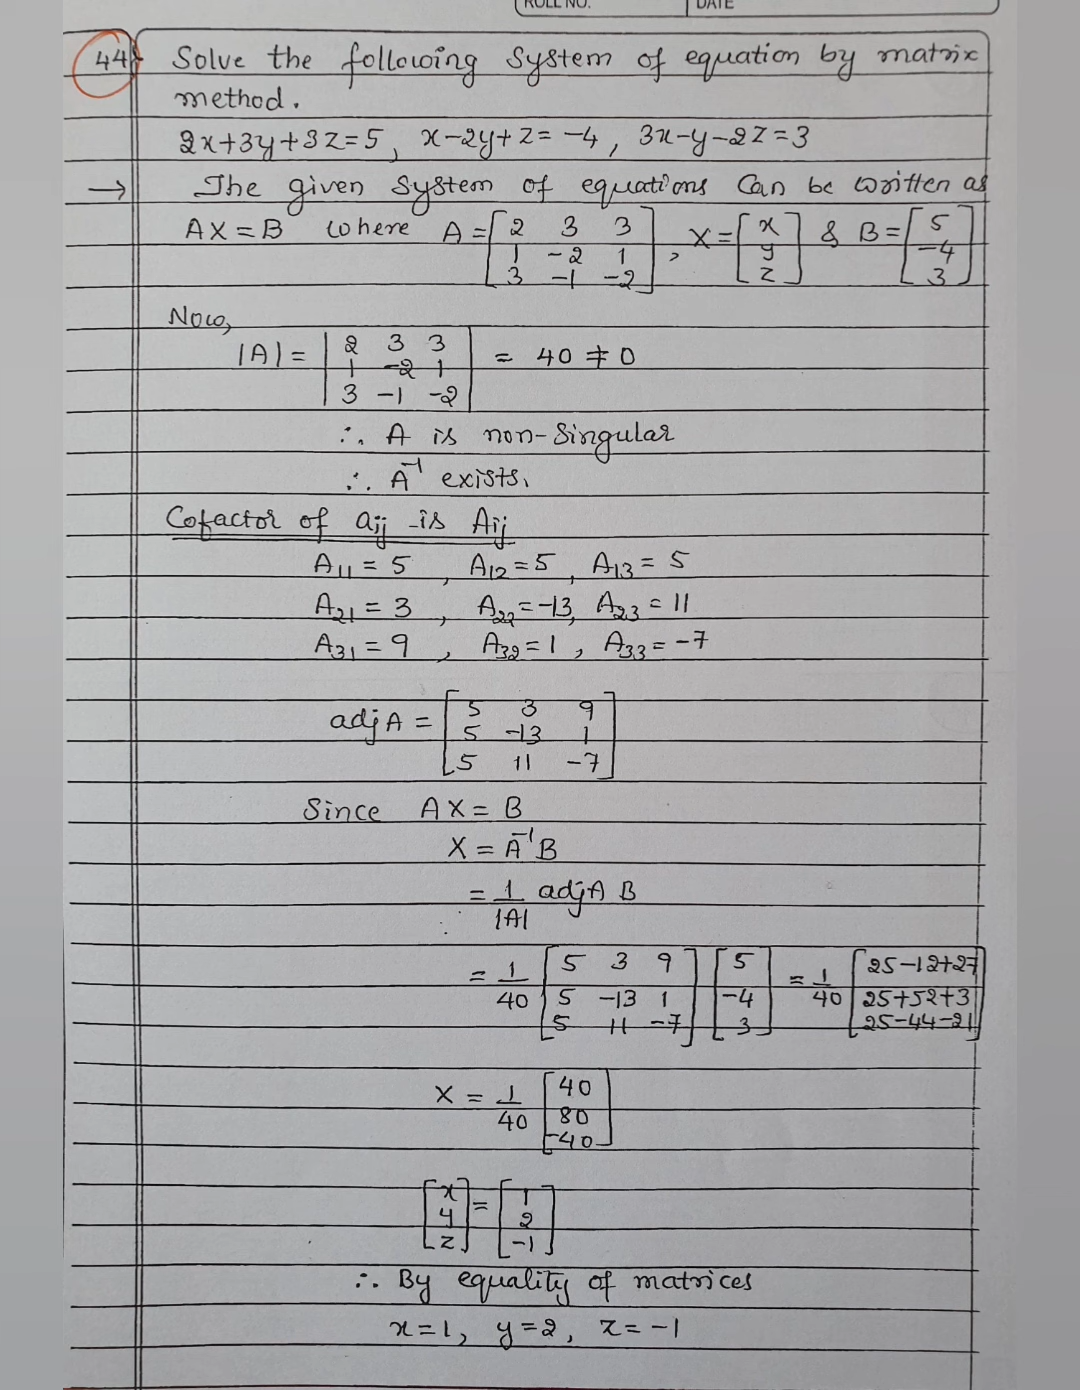 ROLL NO. DATE
44 Solve the following System of equation by matrix
method.
2x+3y+3z=5, x-2y+z=-4, 3x-y-2z=3
→ The given System of equations Can be written as
AX=B where A=[2 3 3
1 -2 1
3 -1 -2], X=[x
y
z] & B=[5
-4
3]
Now,
|A|= |2 3 3
1 -2 1
3 -1 -2| = 40 ≠ 0
∴ A is non-Singular
∴ A⁻¹ exists.
Cofactor of aij is Aij
A11 = 5, A12 = 5, A13 = 5
A21 = 3, A22 = -13, A23 = 11
A31 = 9, A32 = 1, A33 = -7
adj A = [5 3 9
5 -13 1
5 11 -7]
Since AX = B
X = A⁻¹B
= 1/|A| adjA B
= 1/40 [5 3 9
5 -13 1
5 11 -7] [5
-4
3] = 1/40 [25-12+27
25+52+3
25-44-21]
X = 1/40 [40
80
-40]
[x
y
z] = [1
2
-1]
∴ By equality of matrices
x=1, y=2, z=-1